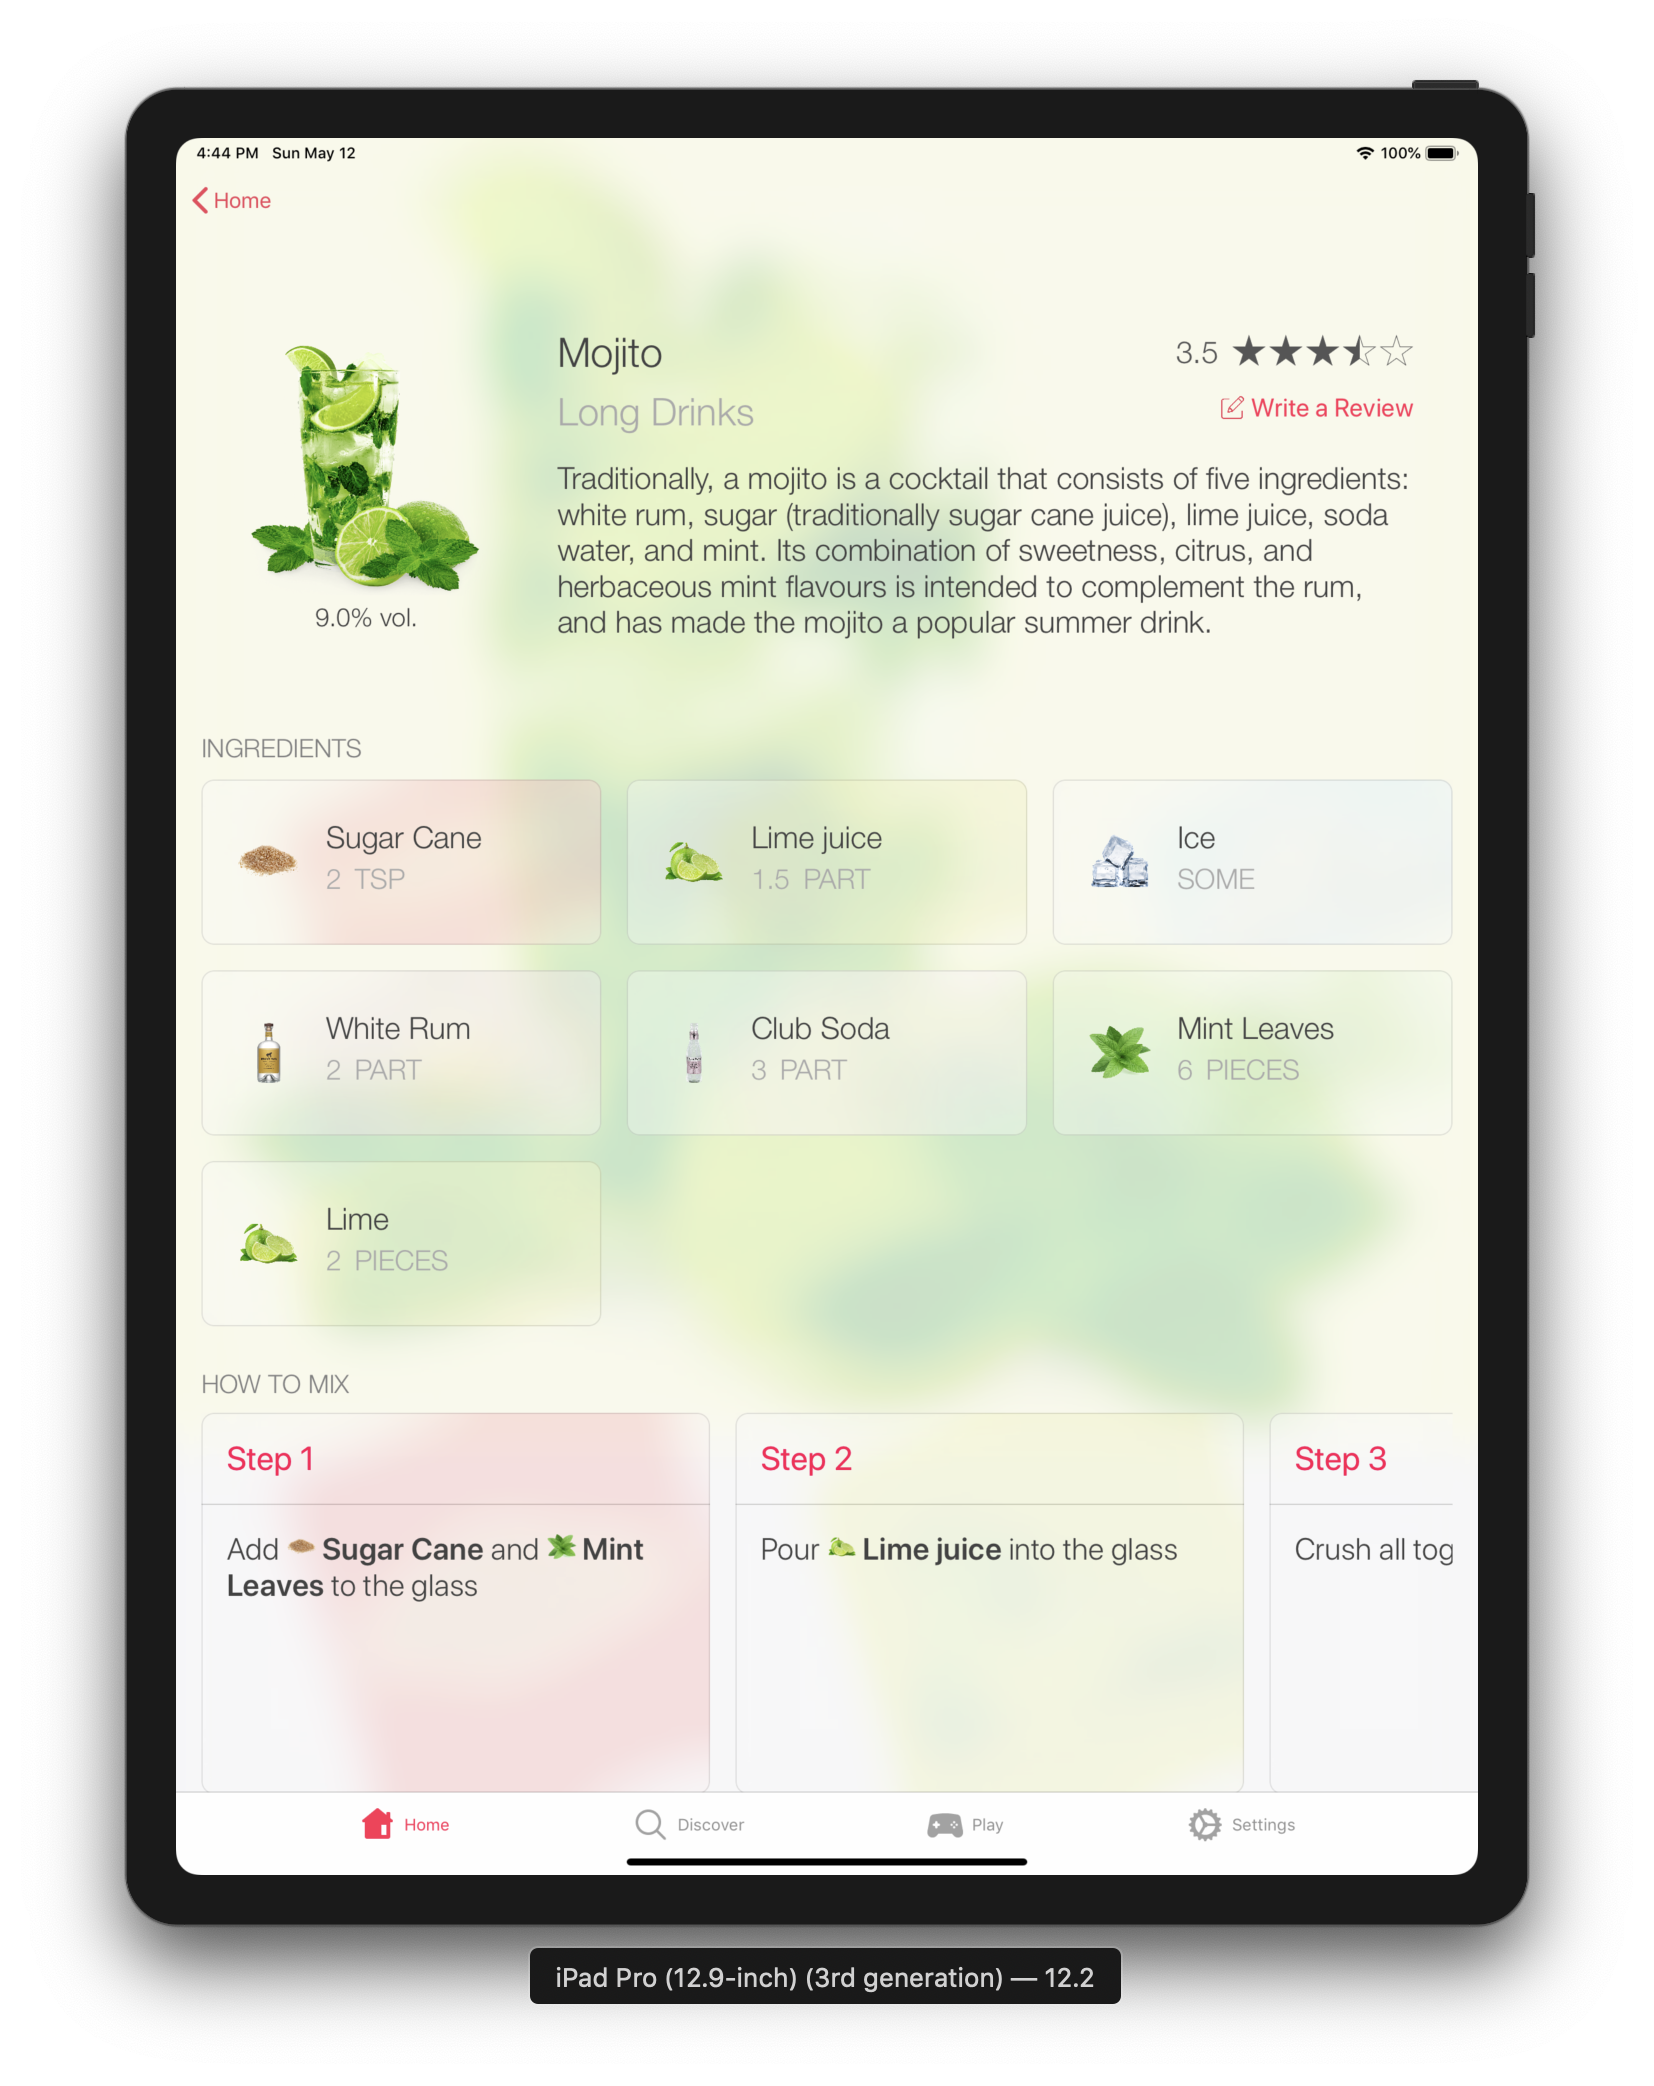 4:44 PM Sun May 12
100%
Home
Mojito
3.5
Long Drinks
Write a Review
Traditionally, a mojito is a cocktail that consists of five ingredients:
white rum, sugar (traditionally sugar cane juice), lime juice, soda
water, and mint. Its combination of sweetness, citrus, and
herbaceous mint flavours is intended to complement the rum,
and has made the mojito a popular summer drink.
9.0% vol.
INGREDIENTS
Sugar Cane
2 TSP
Lime juice
1.5 PART
Ice
SOME
White Rum
2 PART
Club Soda
3 PART
Mint Leaves
6 PIECES
Lime
2 PIECES
HOW TO MIX
Step 1
Add Sugar Cane and Mint
Leaves to the glass
Step 2
Pour Lime juice into the glass
Step 3
Crush all tog
Home
Discover
Play
Settings
iPad Pro (12.9-inch) (3rd generation) — 12.2